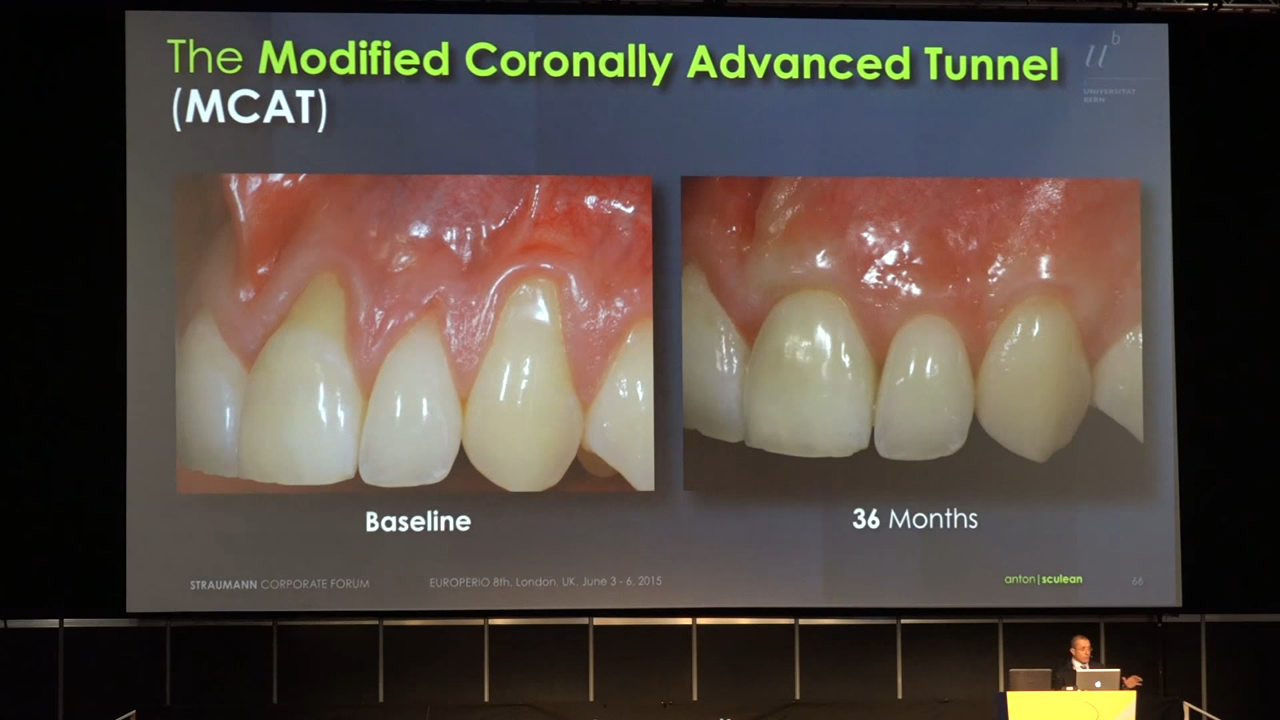 The Modified Coronally Advanced Tunnel
(MCAT)
u
b
UNIVERSITÄT
BERN
Baseline
36 Months
STRAUMANN CORPORATE FORUM
EUROPERIO 8th, London, UK, June 3 - 6, 2015
anton|sculean
66